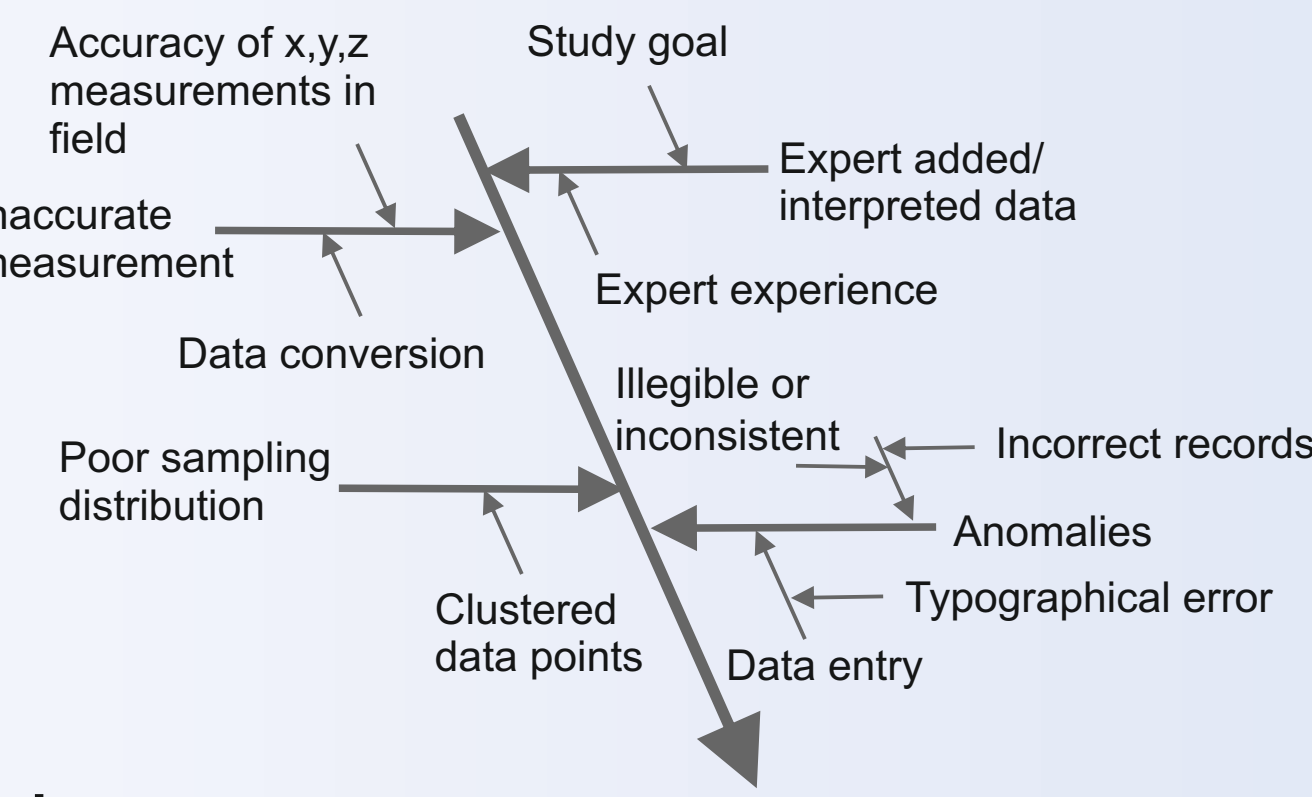 Accuracy of x,y,z
measurements in
field
Study goal
Expert added/
interpreted data
naccurate
neasurement
Expert experience
Data conversion
Illegible or
inconsistent
Incorrect records
Poor sampling
distribution
Anomalies
Typographical error
Clustered
data points
Data entry